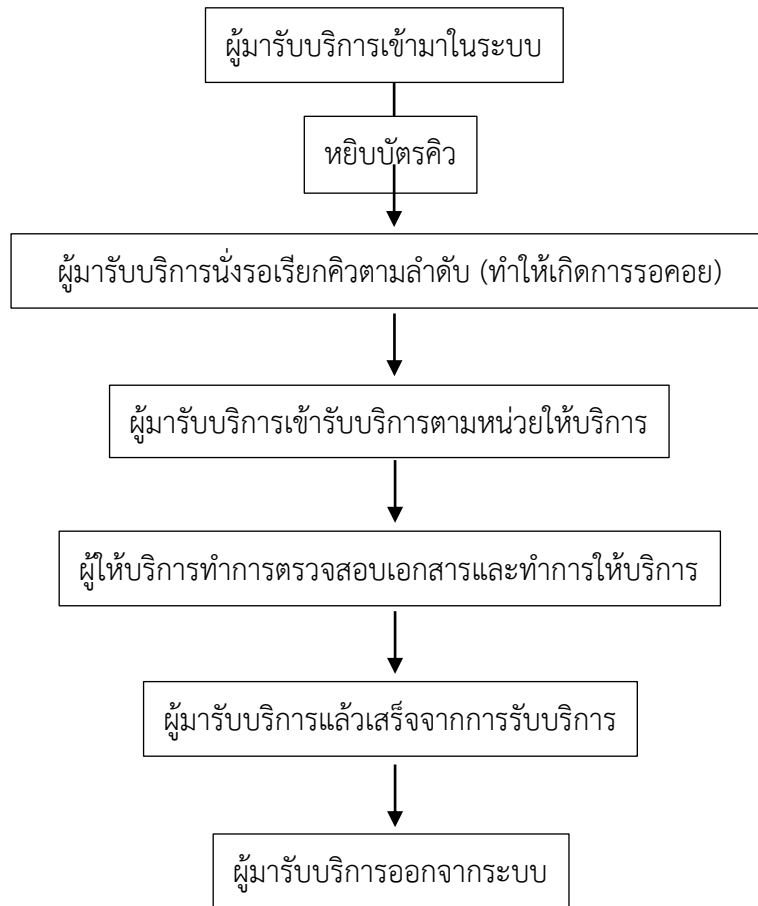 ผู้มารับบริการเข้ามาในระบบ
หยิบบัตรคิว
ผู้มารับบริการนั่งรอเรียกคิวตามลำดับ (ทำให้เกิดการรอคอย)
ผู้มารับบริการเข้ารับบริการตามหน่วยให้บริการ
ผู้ให้บริการทำการตรวจสอบเอกสารและทำการให้บริการ
ผู้มารับบริการแล้วเสร็จจากการรับบริการ
ผู้มารับบริการออกจากระบบ